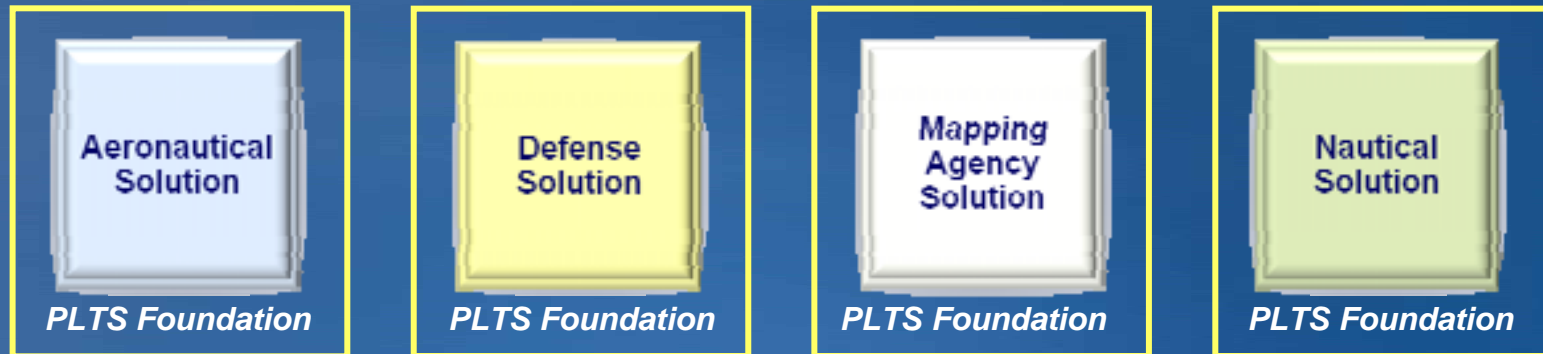 Aeronautical
Solution
PLTS Foundation
Defense
Solution
PLTS Foundation
Mapping
Agency
Solution
PLTS Foundation
Nautical
Solution
PLTS Foundation